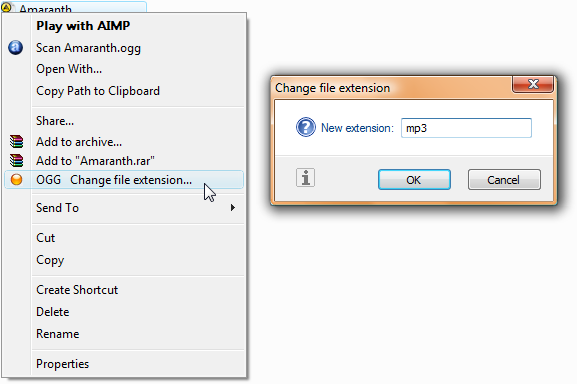 Amaranth
Play with AIMP
Scan Amaranth.ogg
Open With...
Copy Path to Clipboard
Share...
Add to archive...
Add to "Amaranth.rar"
OGG Change file extension...
Send To
Cut
Copy
Create Shortcut
Delete
Rename
Properties
Change file extension
New extension: mp3
OK Cancel